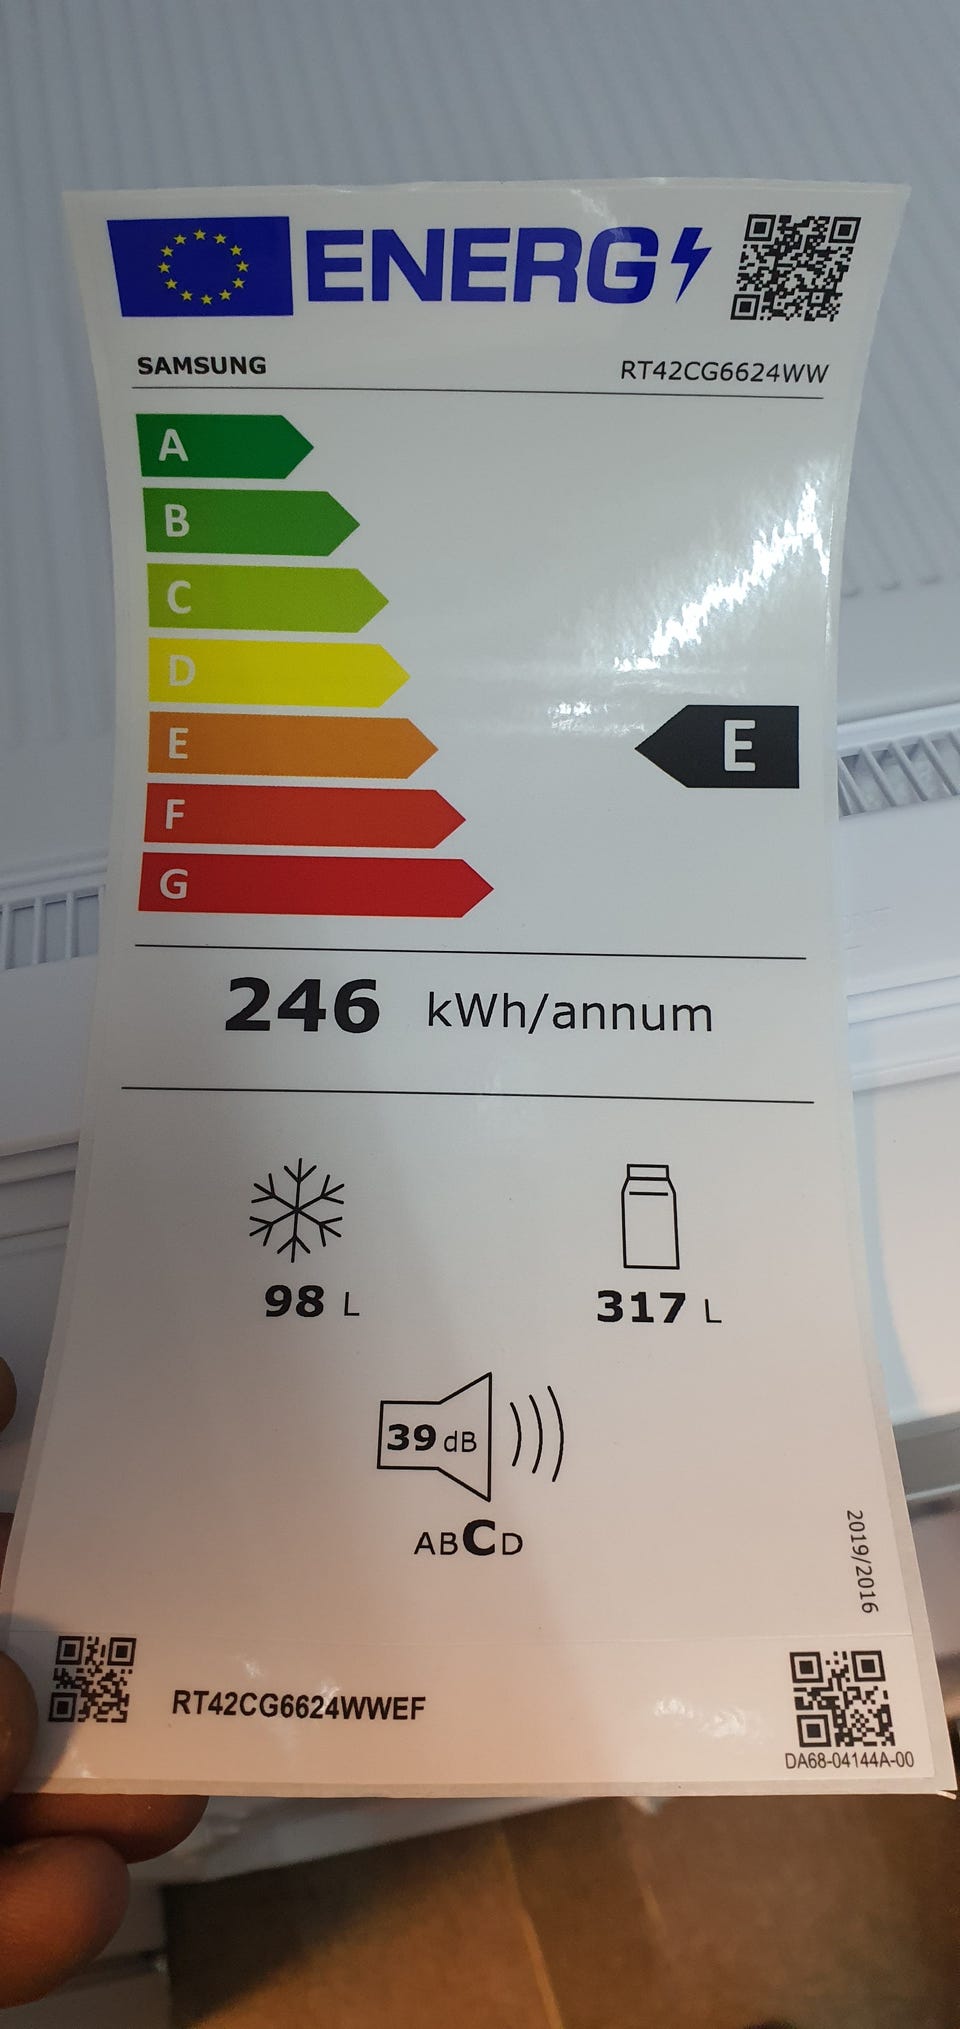 ENERG
SAMSUNG RT42CG6624WW
A
B
C
D
E
E
F
G
246 kWh/annum
98 L 317 L
39 dB
ABCD
2019/2016
RT42CG6624WWEF
DA68-04144A-00